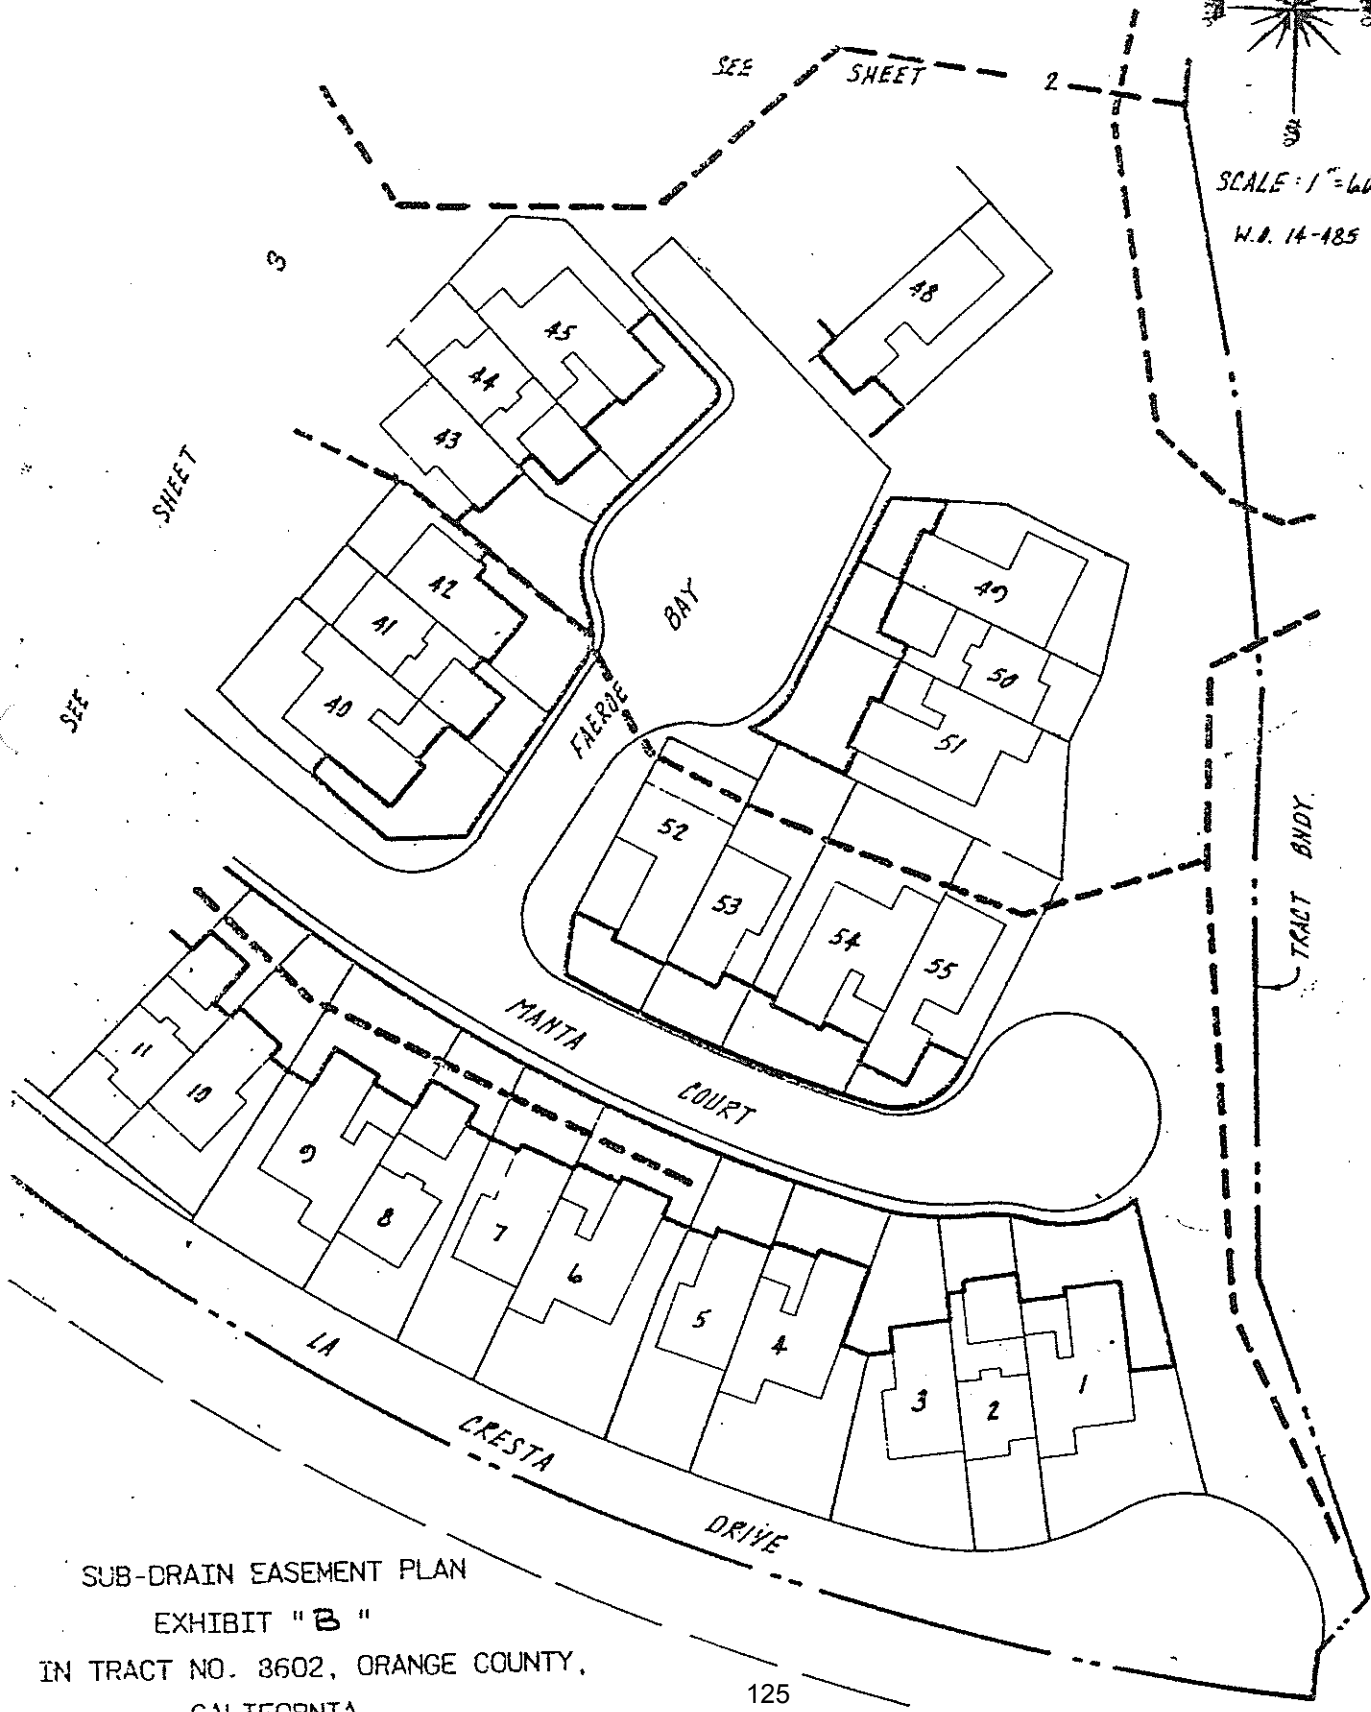 SEE SHEET 2
S
SCALE : 1"=60
W.O. 14-485
3
SHEET
SEE
48
45
44
43
42
41
40
BAY
FAEROE
49
50
51
52
53
54
55
TRACT BNDY.
MANTA COURT
11
10
9
8
7
6
5
4
3
2
1
LA CRESTA DRIVE
SUB-DRAIN EASEMENT PLAN
EXHIBIT "B"
IN TRACT NO. 8602, ORANGE COUNTY,
CALIFORNIA
125